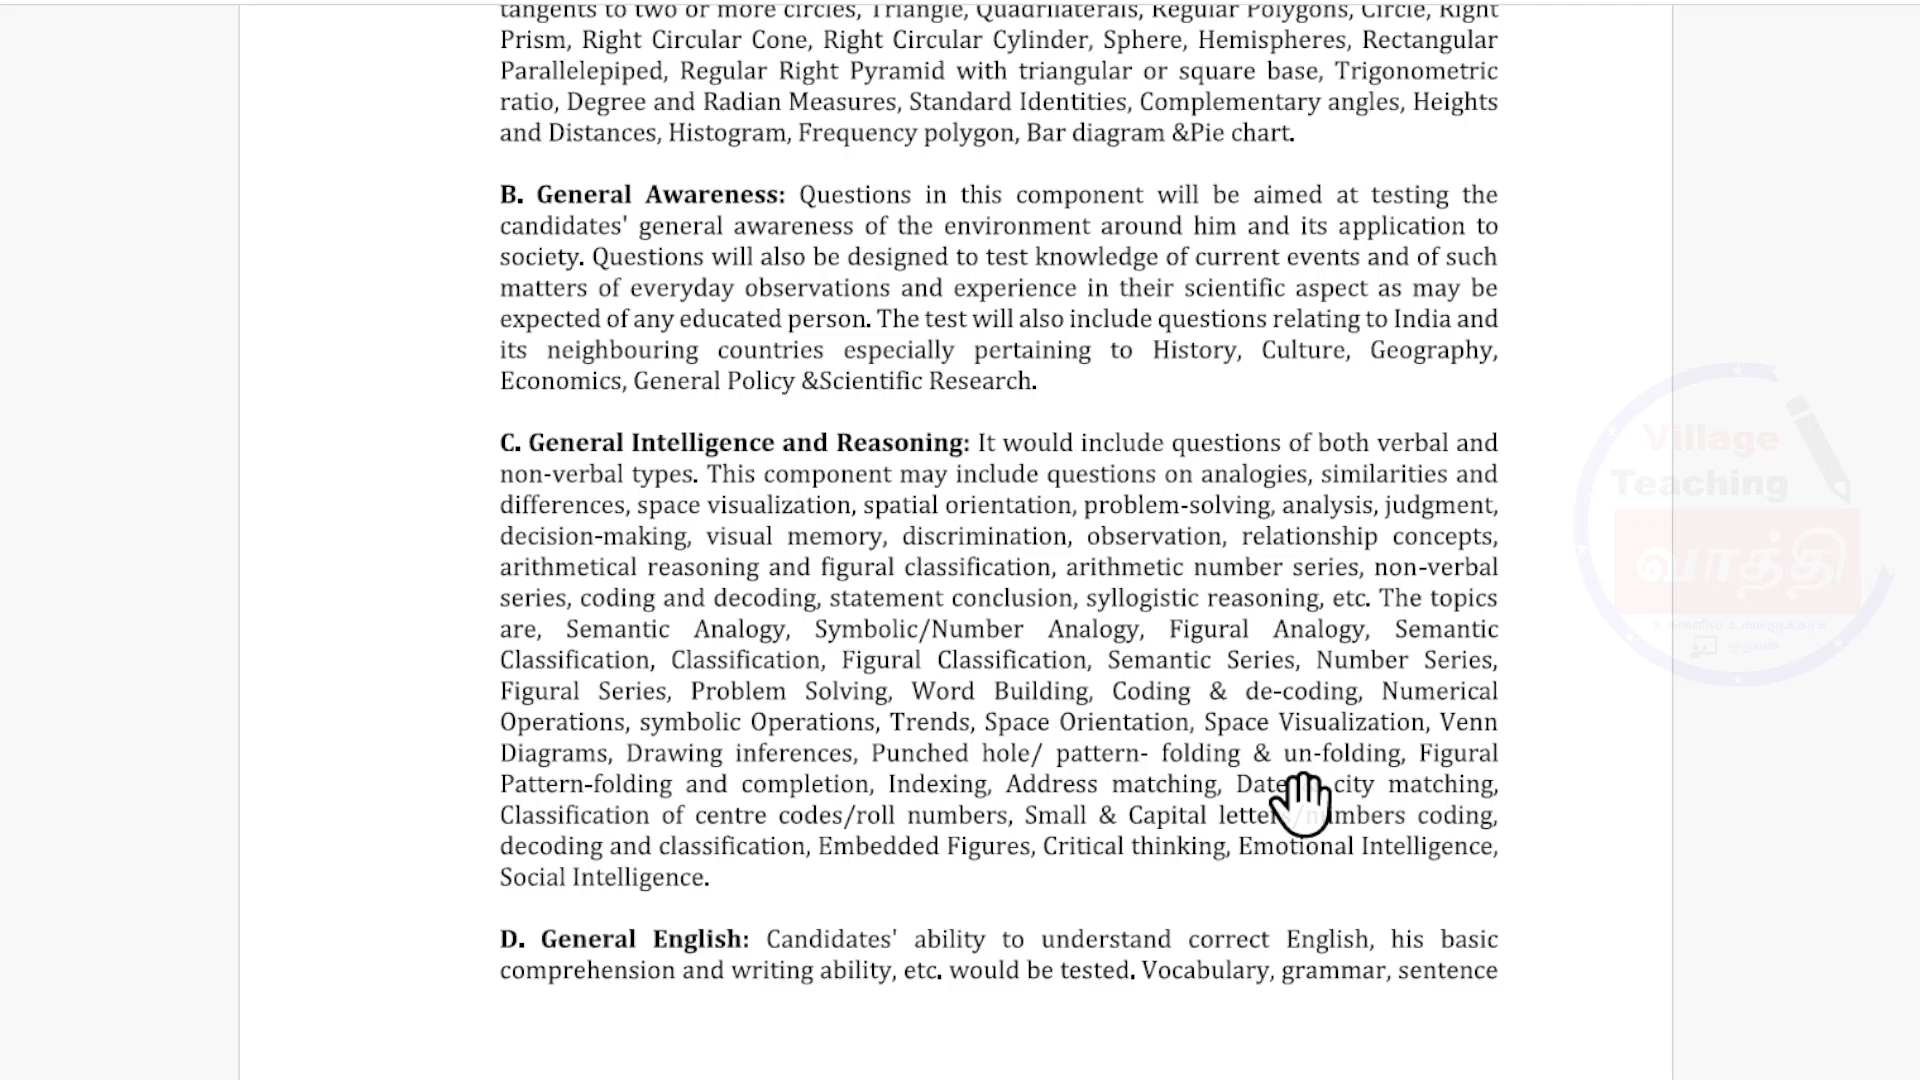 tangents to two or more circles, Triangle, Quadrilaterals, Regular Polygons, Circle, Right
Prism, Right Circular Cone, Right Circular Cylinder, Sphere, Hemispheres, Rectangular
Parallelepiped, Regular Right Pyramid with triangular or square base, Trigonometric
ratio, Degree and Radian Measures, Standard Identities, Complementary angles, Heights
and Distances, Histogram, Frequency polygon, Bar diagram &Pie chart.
B. General Awareness: Questions in this component will be aimed at testing the
candidates' general awareness of the environment around him and its application to
society. Questions will also be designed to test knowledge of current events and of such
matters of everyday observations and experience in their scientific aspect as may be
expected of any educated person. The test will also include questions relating to India and
its neighbouring countries especially pertaining to History, Culture, Geography,
Economics, General Policy &Scientific Research.
C. General Intelligence and Reasoning: It would include questions of both verbal and
non-verbal types. This component may include questions on analogies, similarities and
differences, space visualization, spatial orientation, problem-solving, analysis, judgment,
decision-making, visual memory, discrimination, observation, relationship concepts,
arithmetical reasoning and figural classification, arithmetic number series, non-verbal
series, coding and decoding, statement conclusion, syllogistic reasoning, etc. The topics
are, Semantic Analogy, Symbolic/Number Analogy, Figural Analogy, Semantic
Classification, Classification, Figural Classification, Semantic Series, Number Series,
Figural Series, Problem Solving, Word Building, Coding & de-coding, Numerical
Operations, symbolic Operations, Trends, Space Orientation, Space Visualization, Venn
Diagrams, Drawing inferences, Punched hole/ pattern- folding & un-folding, Figural
Pattern-folding and completion, Indexing, Address matching, Date city matching,
Classification of centre codes/roll numbers, Small & Capital letters/numbers coding,
decoding and classification, Embedded Figures, Critical thinking, Emotional Intelligence,
Social Intelligence.
D. General English: Candidates' ability to understand correct English, his basic
comprehension and writing ability, etc. would be tested. Vocabulary, grammar, sentence
Village
Teaching
வாத்தி